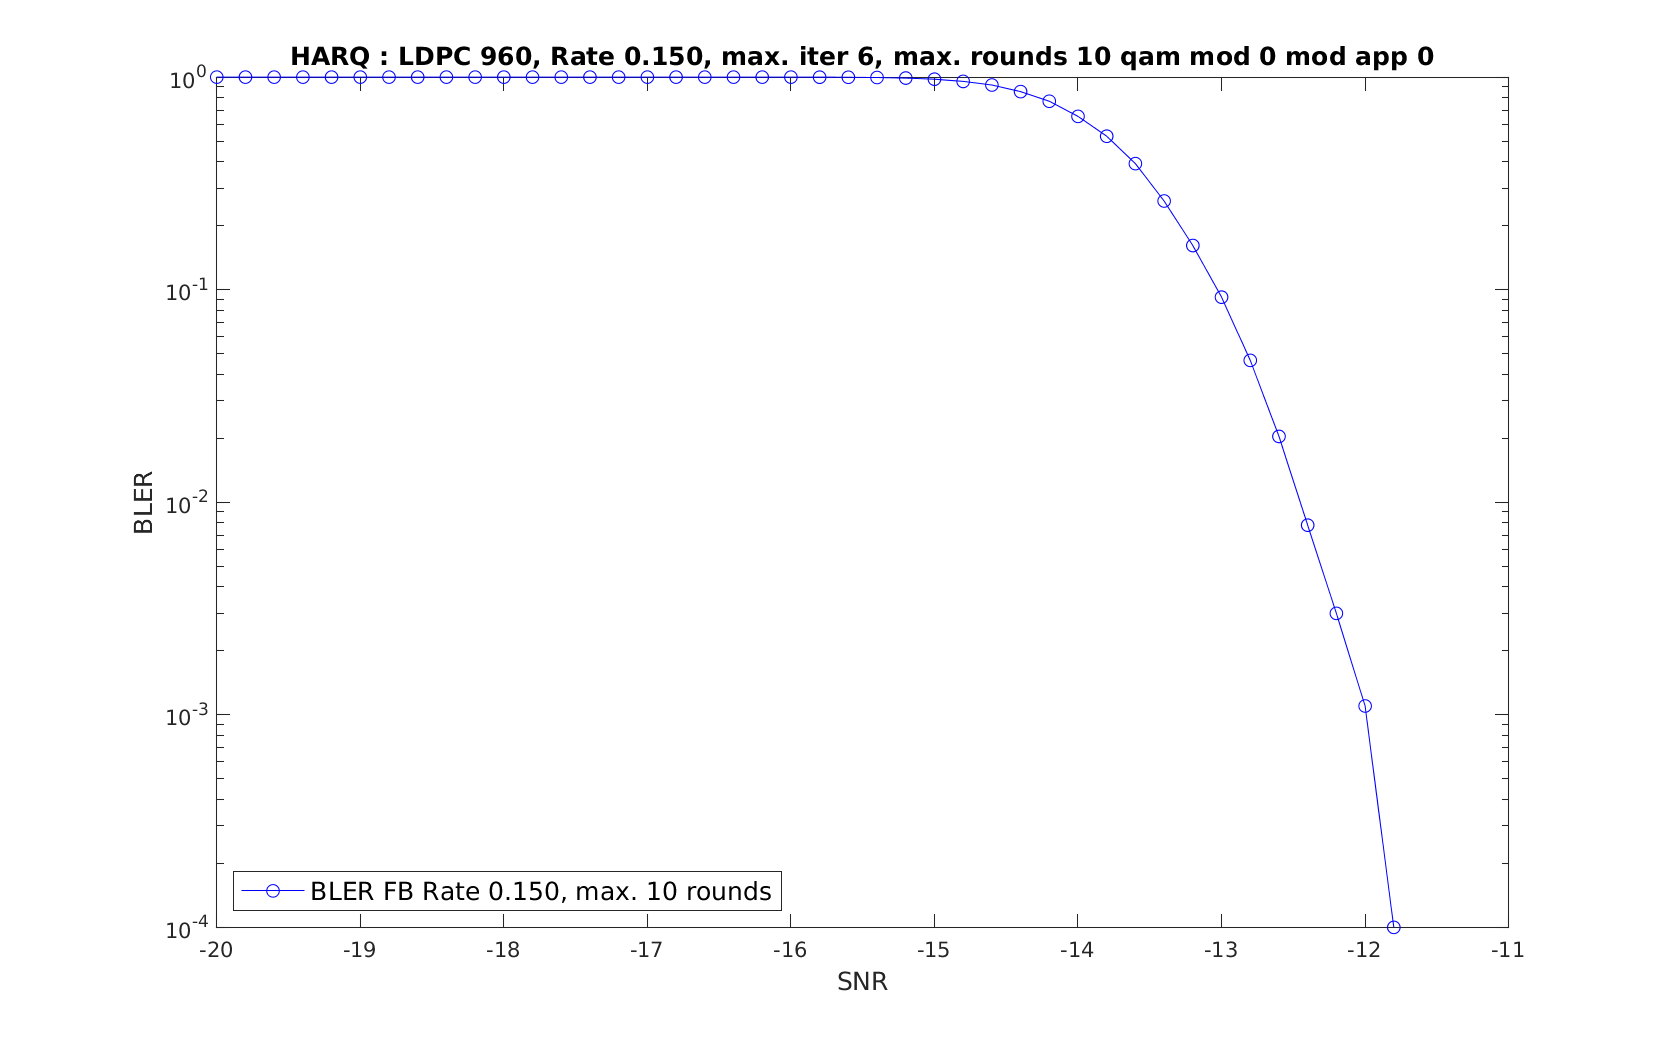 HARQ : LDPC 960, Rate 0.150, max. iter 6, max. rounds 10 qam mod 0 mod app 0
10^0
10^-1
10^-2
10^-3
10^-4
BLER
BLER FB Rate 0.150, max. 10 rounds
-20 -19 -18 -17 -16 -15 -14 -13 -12 -11
SNR